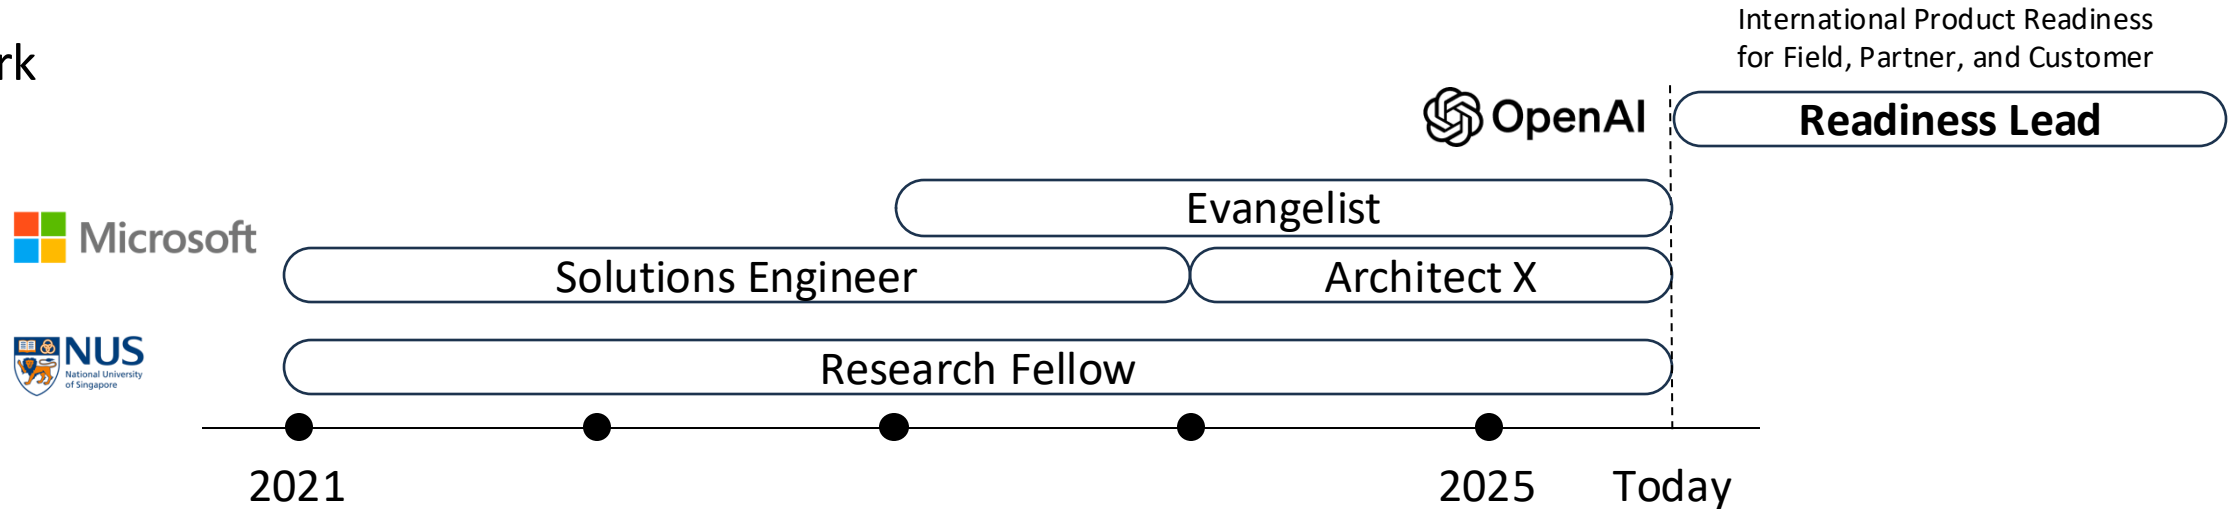 International Product Readiness
for Field, Partner, and Customer
rk
OpenAI
Readiness Lead
Evangelist
Microsoft
Solutions Engineer
Architect X
NUS
National University
of Singapore
Research Fellow
2021
2025
Today